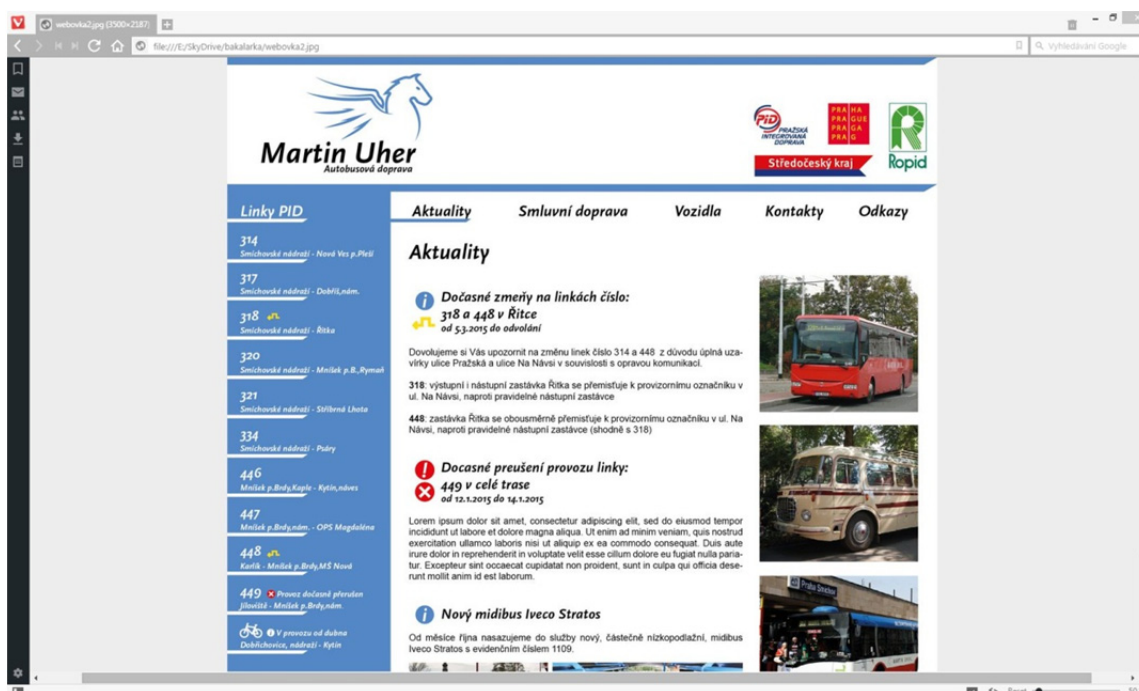 webovka2.jpg (3500×2187)
file:///E:/SkyDrive/bakalarka/webovka2.jpg
Vyhledávání Google
Martin Uher
Autobusová doprava
PID
PRAŽSKÁ
INTEGROVANÁ
DOPRAVA
PRA HA
PRA GUE
PRA GA
PRA G
Středočeský kraj
Ropid
Linky PID
Aktuality Smluvní doprava Vozidla Kontakty Odkazy
314
Smíchovské nádraží - Nová Ves p.Pleší
317
Smíchovské nádraží - Dobříš,nám.
318
Smíchovské nádraží - Řitka
320
Smíchovské nádraží - Mníšek p.B.,Rymaň
321
Smíchovské nádraží - Stříbrná Lhota
334
Smíchovské nádraží - Psáry
446
Mníšek p.Brdy,Kaple - Kytín,náves
447
Mníšek p.Brdy,nám. - OPS Magdaléna
448
Karlík - Mníšek p.Brdy,MŠ Nová
449 Provoz dočasně přerušen
Jíloviště - Mníšek p.Brdy,nám.
V provozu od dubna
Dobřichovice, nádraží - Kytín
Aktuality
Dočasné zmeňy na linkách číslo:
318 a 448 v Řitce
od 5.3.2015 do odvolání
Dovolujeme si Vás upozornit na změnu linek číslo 314 a 448 z důvodu úplná uza-
vírky ulice Pražská a ulice Na Návsi v souvislosti s opravou komunikací.
318: výstupní i nástupní zastávka Řitka se přemisťuje k provizornímu označníku v
ul. Na Návsi, naproti pravidelné nástupní zastávce
448: zastávka Řitka se obousměrně přemisťuje k provizornímu označníku v ul. Na
Návsi, naproti pravidelné nástupní zastávce (shodně s 318)
Docasné preušení provozu linky:
449 v celé trase
od 12.1.2015 do 14.1.2015
Lorem ipsum dolor sit amet, consectetur adipiscing elit, sed do eiusmod tempor
incididunt ut labore et dolore magna aliqua. Ut enim ad minim veniam, quis nostrud
exercitation ullamco laboris nisi ut aliquip ex ea commodo consequat. Duis aute
irure dolor in reprehenderit in voluptate velit esse cillum dolore eu fugiat nulla paria-
tur. Excepteur sint occaecat cupidatat non proident, sunt in culpa qui officia dese-
runt mollit anim id est laborum.
Nový midibus Iveco Stratos
Od měsíce října nasazujeme do služby nový, částečně nízkopodlažní, midibus
Iveco Stratos s evidenčním číslem 1109.
Praha Smíchov